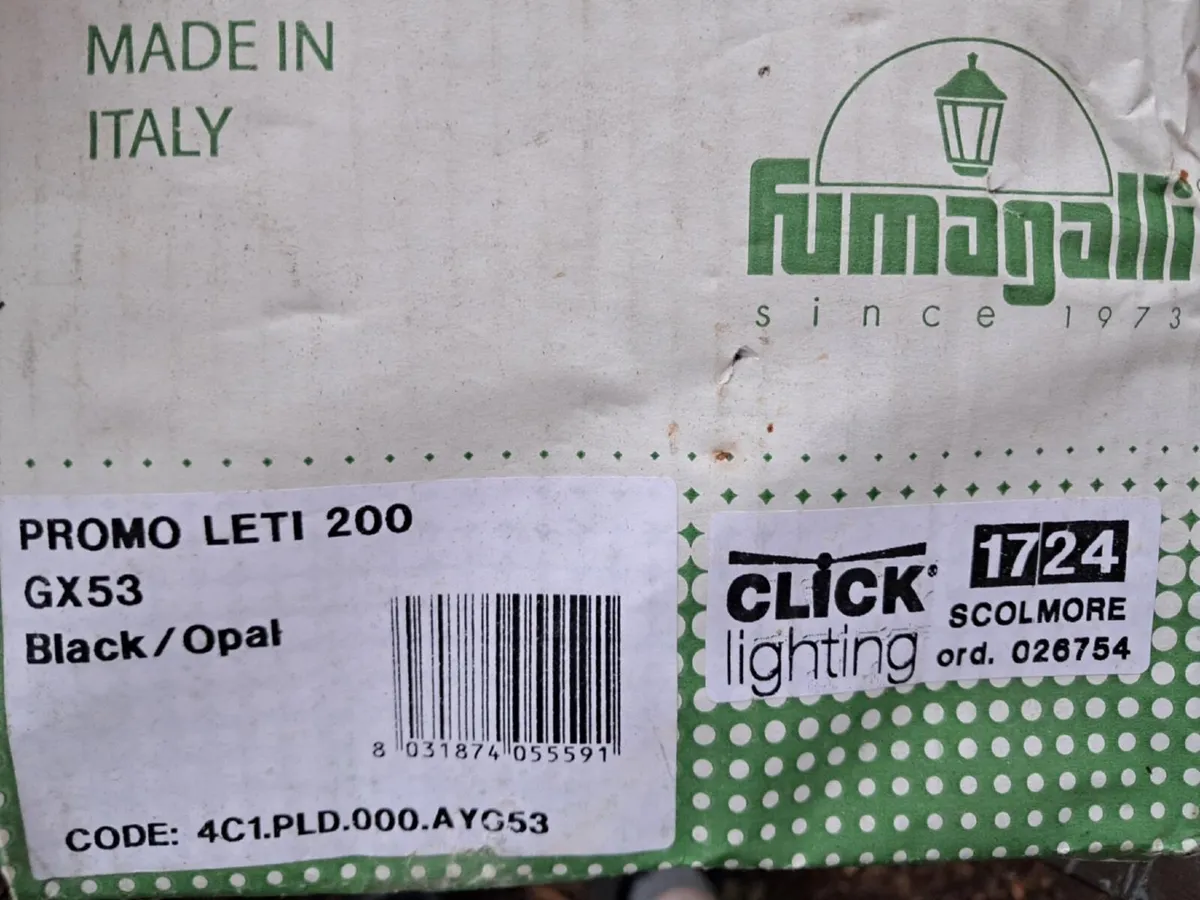 MADE IN
ITALY
fumagalli
since 1973
PROMO LETI 200
GX53
Black/Opal
8 031874 055591
CODE: 4C1.PLD.000.AYG53
CLICK®
lighting
1724
SCOLMORE
ord. 026754